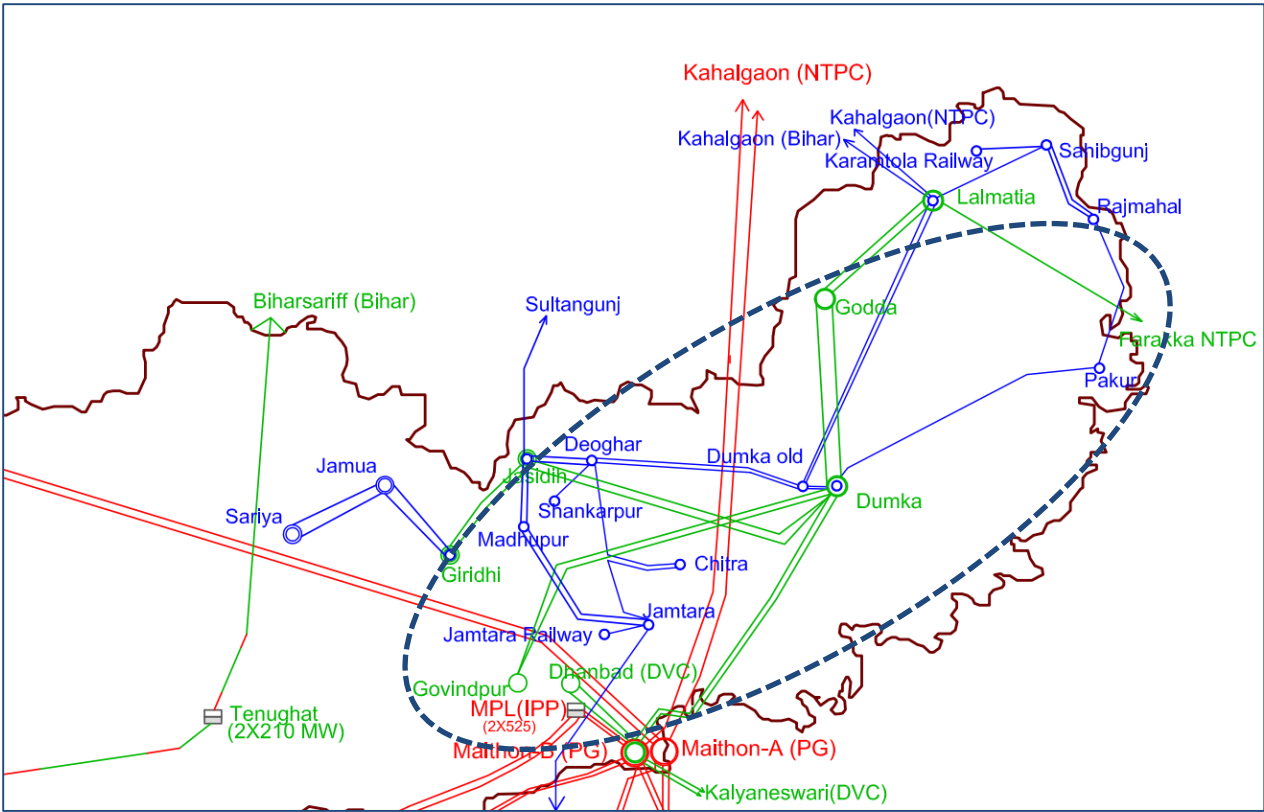 Kahalgaon (NTPC)
Kahalgaon(NTPC)
Kahalgaon (Bihar)
Karamtola Railway
Sahibgunj
Lalmatia
Rajmahal
Biharsariff (Bihar)
Sultangunj
Godda
Farakka NTPC
Pakur
Deoghar
Dumka old
Jamua
Jasidih
Dumka
Shankarpur
Sariya
Madhupur
Chitra
Giridhi
Jamtara
Jamtara Railway
Dhanbad (DVC)
Govindpur
MPL(IPP)
(2X525)
Tenughat
(2X210 MW)
Maithon-B (PG)
Maithon-A (PG)
Kalyaneswari(DVC)